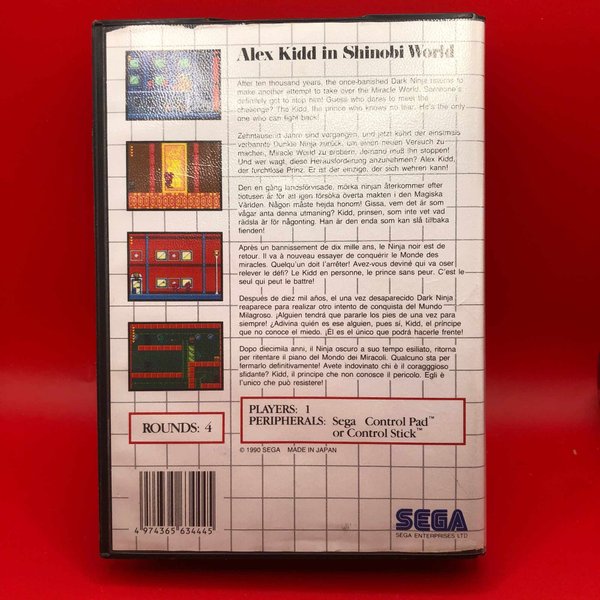 Alex Kidd in Shinobi World
After ten thousand years, the once-banished Dark Ninja returns to
make another attempt to take over the Miracle World. Someone's
definitely got to stop him! Guess who dares to meet the
challenge? The Kidd, the prince who knows no fear. He's the only
one who can fight back!
Zehntausend Jahre sind vergangen, und jetzt kehrt der einstmals
verbannte Dunkle Ninja zurück, um einen neuen Versuch zu
machen, Miracle World zu erobern. Jemand muß ihn stoppen!
Und wer wagt, diese Herausforderung anzunehmen? Alex Kidd,
der furchtlose Prinz. Er ist der einzige, der sich wehren kann!
Den en gång landsförvisade, mörka ninjan återkommer efter
tiotusen år för att igen försöka överta makten i den Magiska
Världen. Någon måste hejda honom! Gissa, vem det är som
vågar anta denna utmaning? Kidd, prinsen, som inte vet vad
rädsla är för någonting. Han är den enda som kan slå tillbaka
fienden!
Après un bannissement de dix mille ans, le Ninja noir est de
retour. Il va à nouveau essayer de conquérir le Monde des
miracles. Quelqu'un doit l'arrêter! Avez-vous deviné qui va oser
relever le défi? Le Kidd en personne, le prince sans peur. C'est le
seul qui peut le battre!
Después de diez mil años, el una vez desaparecido Dark Ninja
reaparece para realizar otro intento de conquista del Mundo
Milagroso. ¡Alguien tendrá que pararle los pies de una vez para
siempre! ¿Adivina quién es ese alguien, pues sí, Kidd, el príncipe
que no conoce el miedo. ¡Él es el único que podrá hacerle frente!
Dopo diecimila anni, il Ninja oscuro a suo tempo esiliato, ritorna
per ritentare il piano del Mondo dei Miracoli. Qualcuno sta per
fermarlo definitivamente! Avete indovinato chi è il coragggioso
sfidante? Kidd, il principe che non conosce il pericolo. Egli è
l'unico che può resistere!
ROUNDS: 4
PLAYERS: 1
PERIPHERALS: Sega Control Pad™
or Control Stick™
© 1990 SEGA MADE IN JAPAN
4 974365 634445
SEGA
SEGA ENTERPRISES LTD